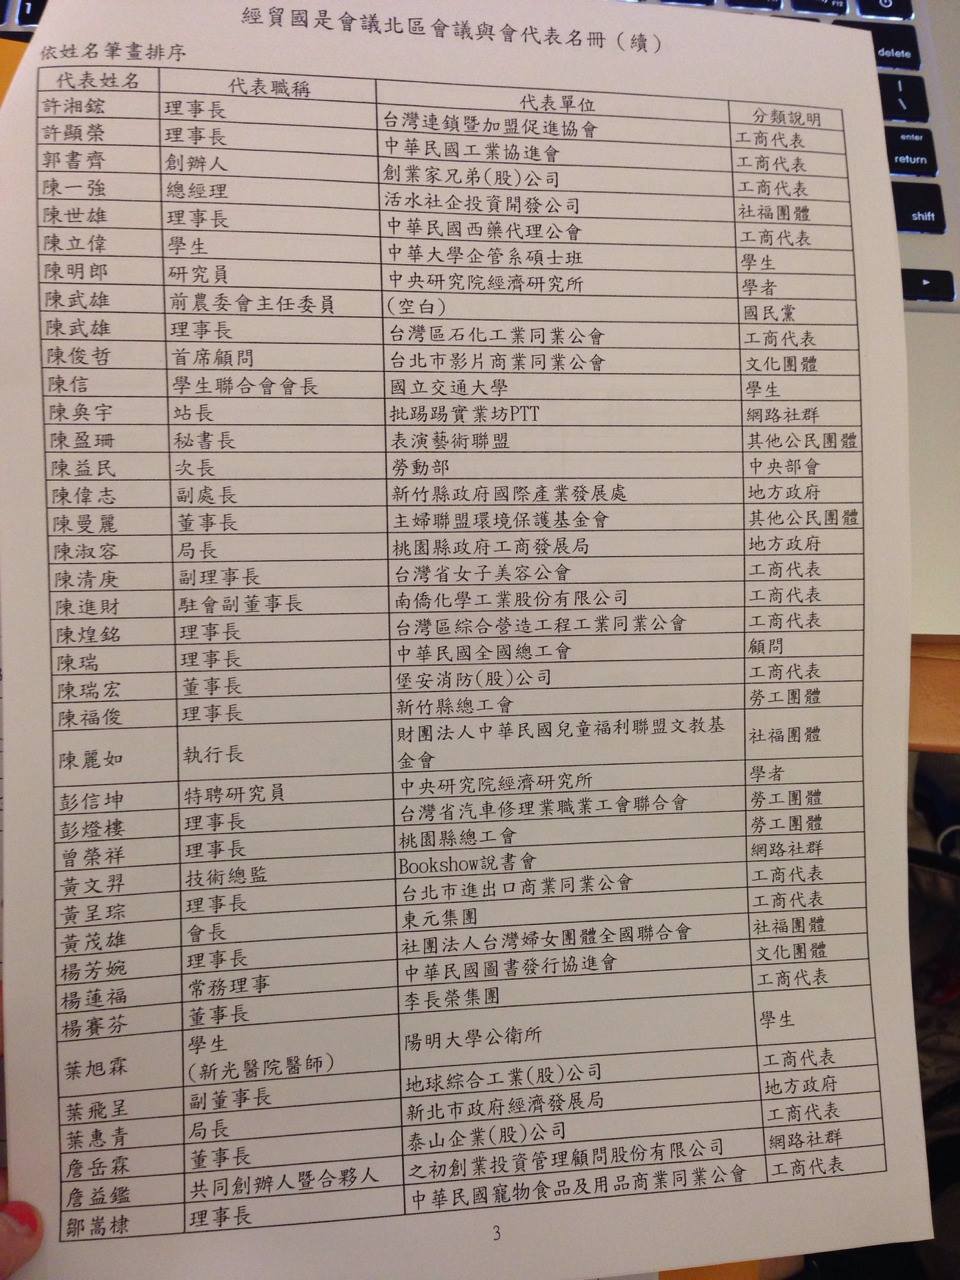 經貿國是會議北區會議與會代表名冊（續）
依姓名筆畫排序
代表姓名 代表職稱 代表單位 分類說明
許湘鋐 理事長 台灣連鎖暨加盟促進協會 工商代表
許顯榮 理事長 中華民國工業協進會 工商代表
郭書齊 創辦人 創業家兄弟(股)公司 工商代表
陳一強 總經理 活水社企投資開發公司 社福團體
陳世雄 理事長 中華民國西藥代理公會 工商代表
陳立偉 學生 中華大學企管系碩士班 學生
陳明郎 研究員 中央研究院經濟研究所 學者
陳武雄 前農委會主任委員 (空白) 國民黨
陳武雄 理事長 台灣區石化工業同業公會 工商代表
陳俊哲 首席顧問 台北市影片商業同業公會 文化團體
陳信 學生聯合會會長 國立交通大學 學生
陳奐宇 站長 批踢踢實業坊PTT 網路社群
陳盈珊 秘書長 表演藝術聯盟 其他公民團體
陳益民 次長 勞動部 中央部會
陳偉志 副處長 新竹縣政府國際產業發展處 地方政府
陳曼麗 董事長 主婦聯盟環境保護基金會 其他公民團體
陳淑容 局長 桃園縣政府工商發展局 地方政府
陳清庚 副理事長 台灣省女子美容公會 工商代表
陳進財 駐會副董事長 南僑化學工業股份有限公司 工商代表
陳煌銘 理事長 台灣區綜合營造工程工業同業公會 工商代表
陳瑞 理事長 中華民國全國總工會 顧問
陳瑞宏 董事長 堡安消防(股)公司 工商代表
陳福俊 理事長 新竹縣總工會 勞工團體
陳麗如 執行長 財團法人中華民國兒童福利聯盟文教基金會 社福團體
彭信坤 特聘研究員 中央研究院經濟研究所 學者
彭燈樓 理事長 台灣省汽車修理業職業工會聯合會 勞工團體
曾榮祥 理事長 桃園縣總工會 勞工團體
黃文羿 技術總監 Bookshow說書會 網路社群
黃呈琮 理事長 台北市進出口商業同業公會 工商代表
黃茂雄 會長 東元集團 工商代表
楊芳婉 理事長 社團法人台灣婦女團體全國聯合會 社福團體
楊蓮福 常務理事 中華民國圖書發行協進會 文化團體
楊賽芬 董事長 李長榮集團 工商代表
葉旭霖 學生 陽明大學公衛所 學生
(新光醫院醫師)
葉飛呈 副董事長 地球綜合工業(股)公司 工商代表
葉惠青 局長 新北市政府經濟發展局 地方政府
詹岳霖 董事長 泰山企業(股)公司 工商代表
詹益鑑 共同創辦人暨合夥人 之初創業投資管理顧問股份有限公司 網路社群
鄒嵩棣 理事長 中華民國寵物食品及用品商業同業公會 工商代表
3
delete
|
\
enter
return
shift